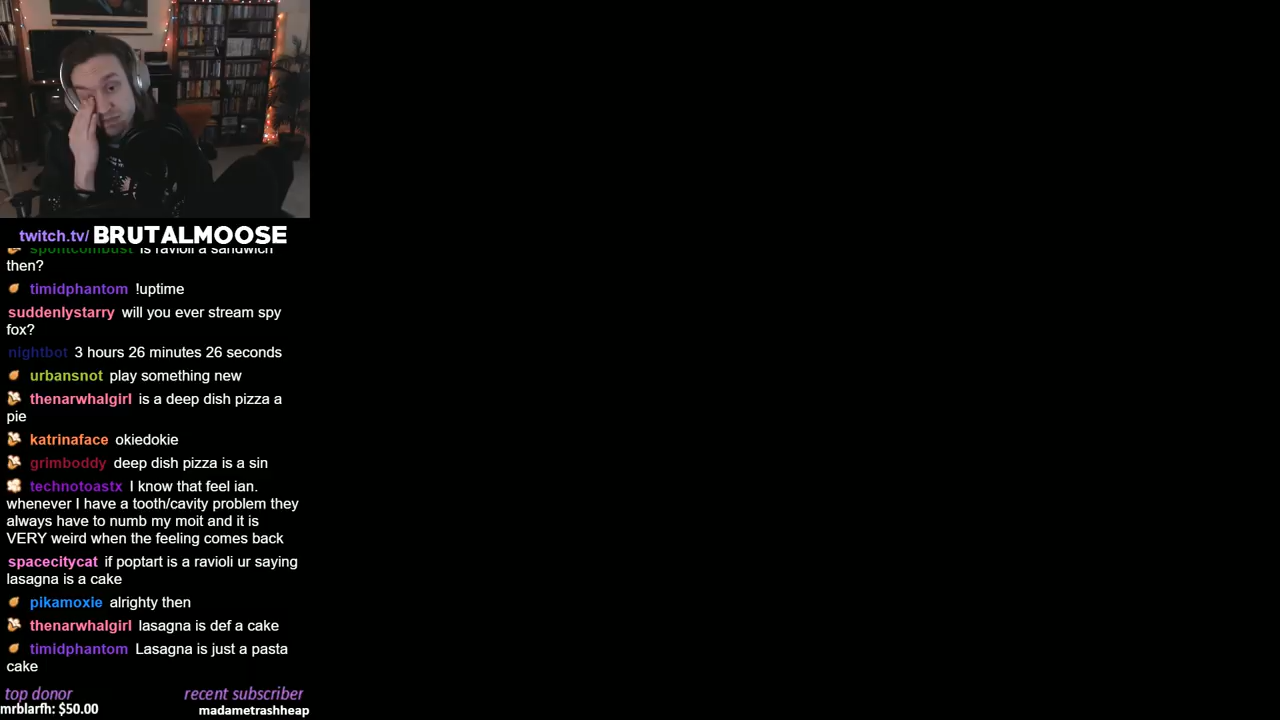 twitch.tv/ BRUTALMOOSE
spontcombust is ravioli a sandwich
then?
timidphantom !uptime
suddenlystarry will you ever stream spy
fox?
nightbot 3 hours 26 minutes 26 seconds
urbansnot play something new
thenarwhalgirl is a deep dish pizza a
pie
katrinaface okiedokie
grimboddy deep dish pizza is a sin
technotoastx I know that feel ian.
whenever I have a tooth/cavity problem they
always have to numb my moit and it is
VERY weird when the feeling comes back
spacecitycat if poptart is a ravioli ur saying
lasagna is a cake
pikamoxie alrighty then
thenarwhalgirl lasagna is def a cake
timidphantom Lasagna is just a pasta
cake
top donor recent subscriber
mrblarfh: $50.00 madametrashheap